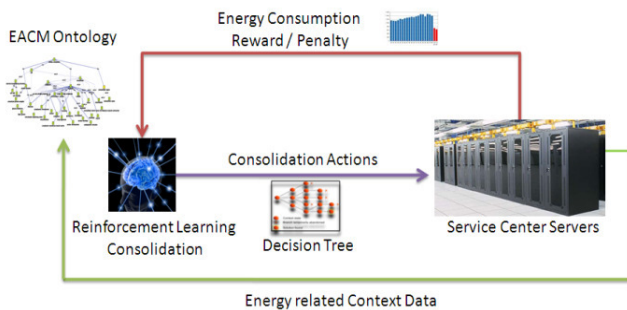 Energy Consumption
Reward / Penalty
EACM Ontology
Consolidation Actions
Reinforcement Learning
Consolidation
Decision Tree
Service Center Servers
Energy related Context Data